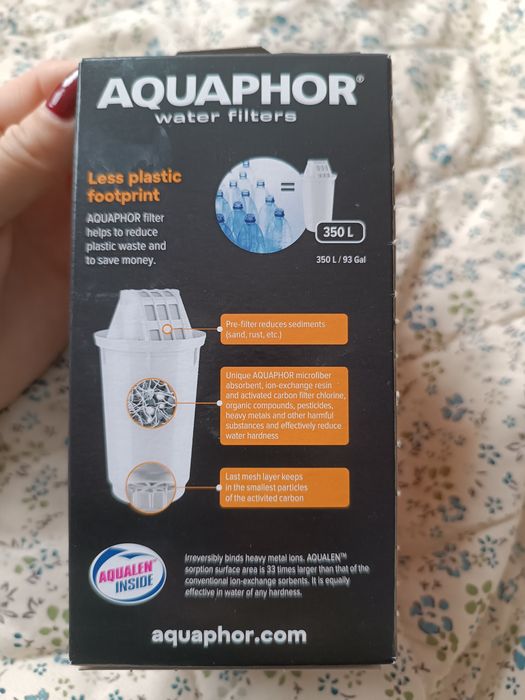 AQUAPHOR®
water filters
Less plastic
footprint
AQUAPHOR filter
helps to reduce
plastic waste and
to save money.
=
350 L
350 L / 93 Gal
Pre-filter reduces sediments
(sand, rust, etc.)
Unique AQUAPHOR microfiber
absorbent, ion-exchange resin
and activated carbon filter chlorine,
organic compounds, pesticides,
heavy metals and other harmful
substances and effectively reduce
water hardness
Last mesh layer keeps
in the smallest particles
of the activited carbon
AQUALEN™
INSIDE
Irreversibly binds heavy metal ions. AQUALEN™
sorption surface area is 33 times larger than that of the
conventional ion-exchange sorbents. It is equally
effective in water of any hardness.
aquaphor.com